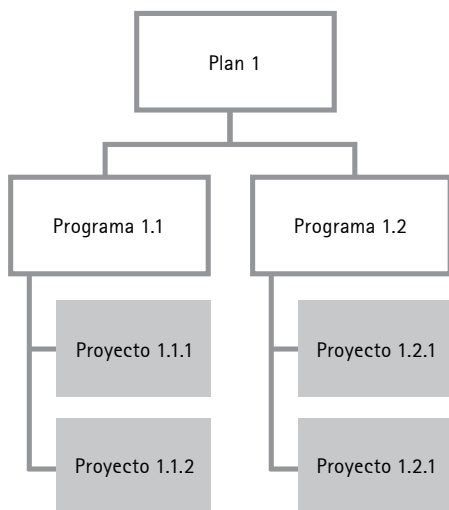 Plan 1
Programa 1.1
Programa 1.2
Proyecto 1.1.1
Proyecto 1.2.1
Proyecto 1.1.2
Proyecto 1.2.1